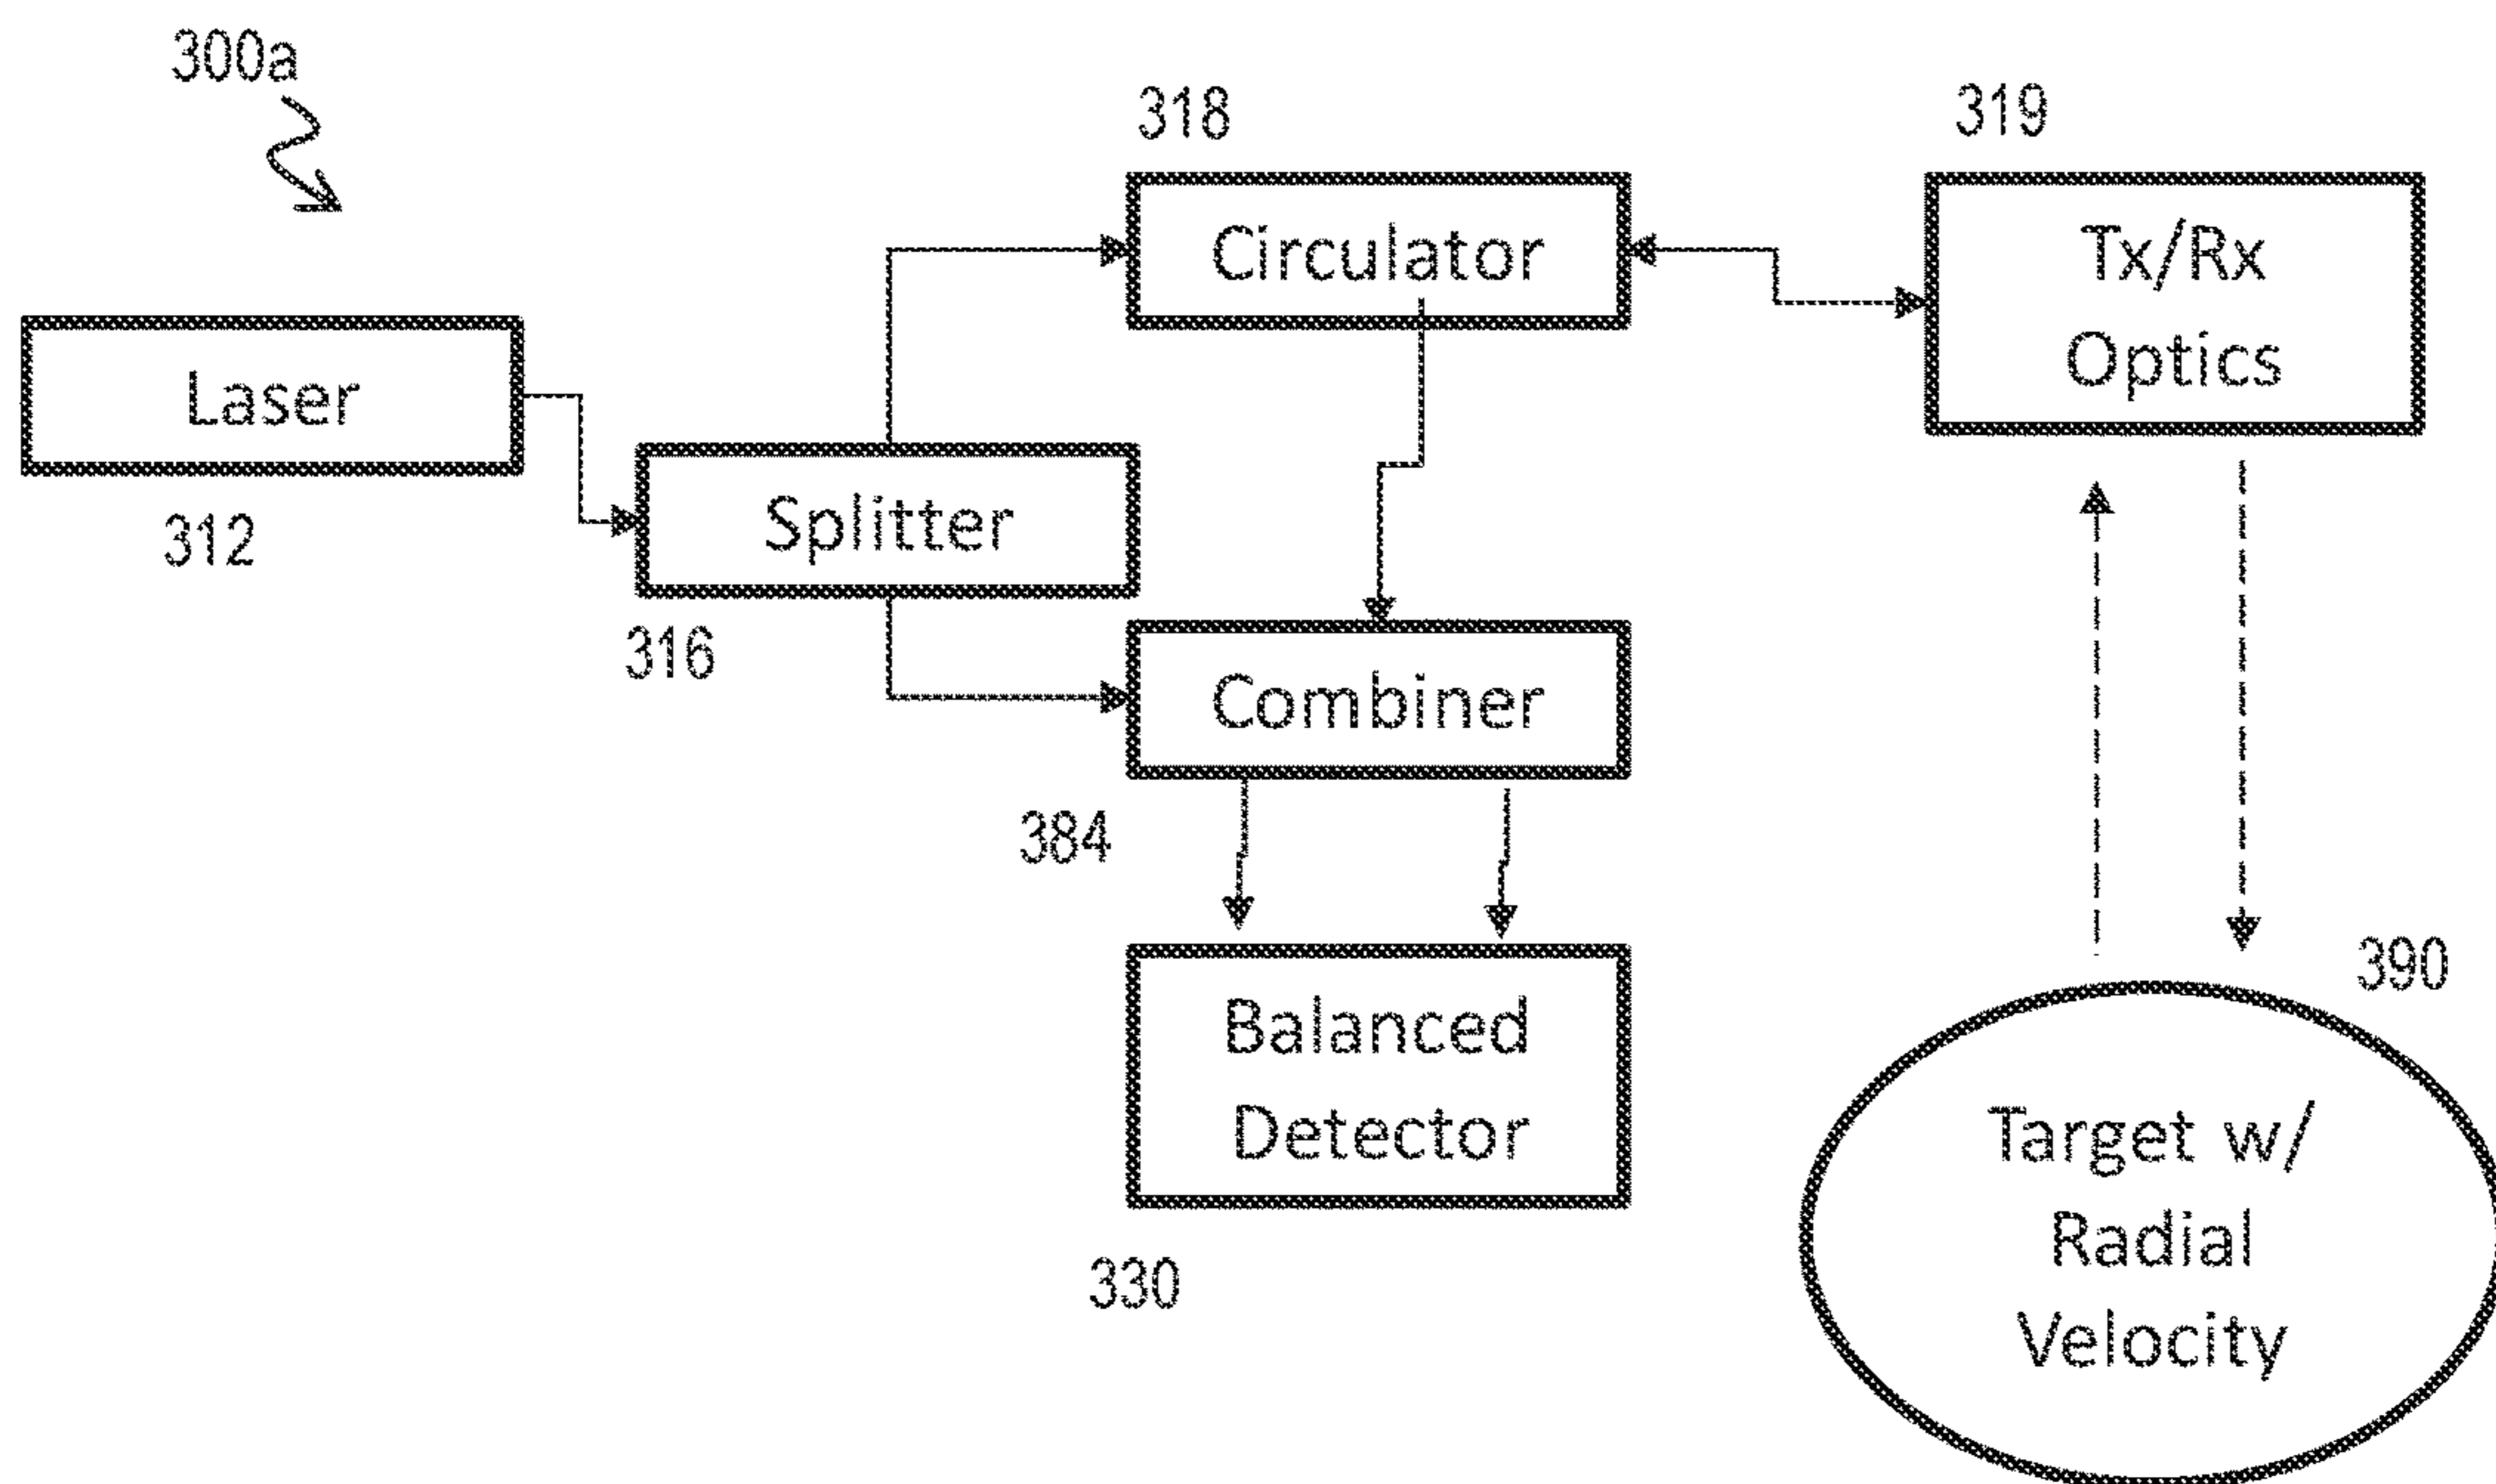 300a
318
319
Circulator
Tx/Rx
Optics
Laser
312
Splitter
316
Combiner
384
Balanced
Detector
330
390
Target w/
Radial
Velocity